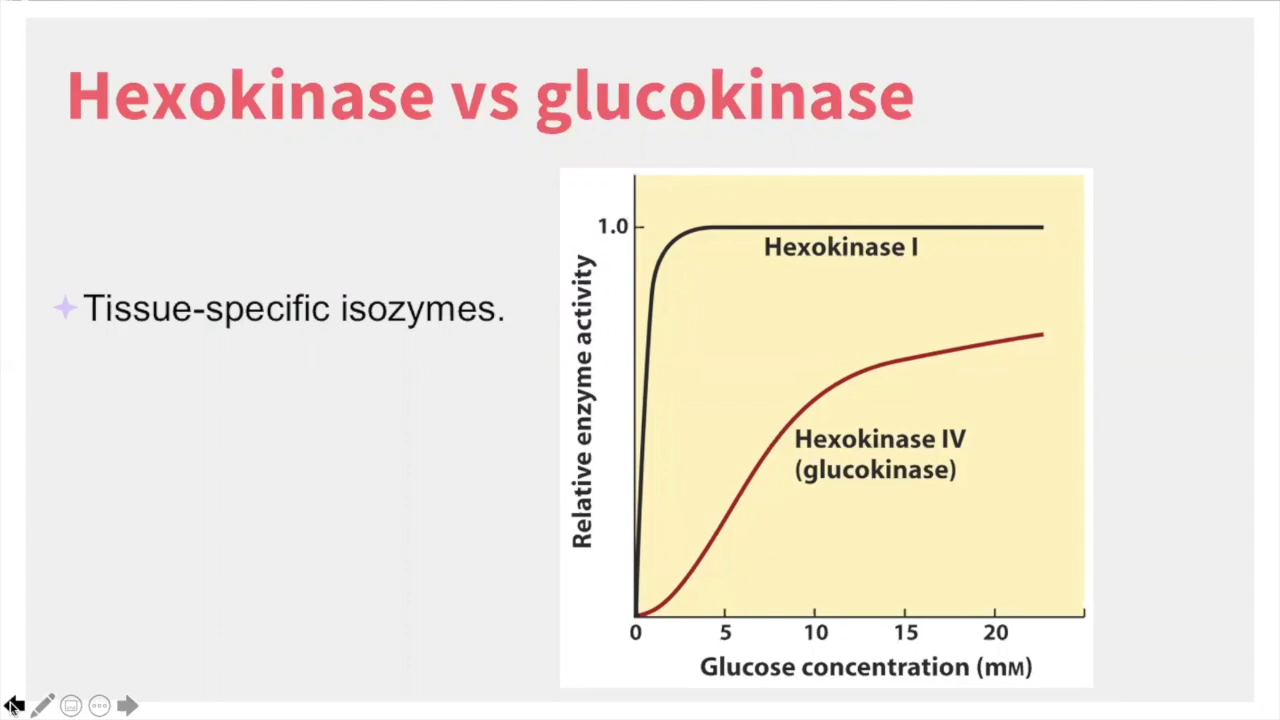 Hexokinase vs glucokinase
Tissue-specific isozymes.
1.0
Hexokinase I
Relative enzyme activity
Hexokinase IV
(glucokinase)
0 5 10 15 20
Glucose concentration (mM)